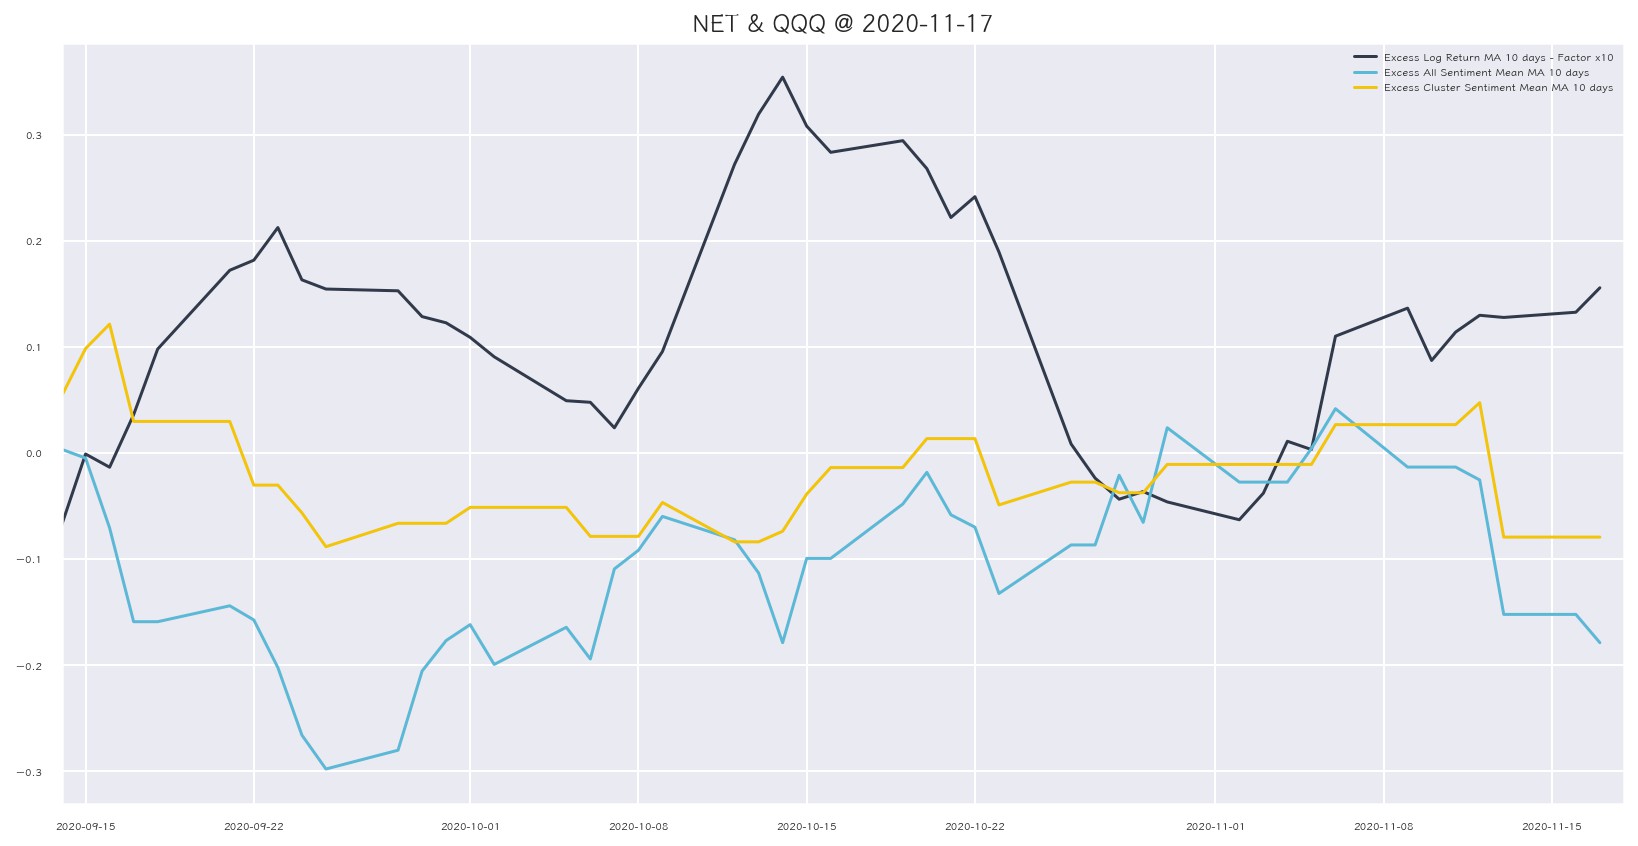 NET & QQQ @ 2020-11-17
Excess Log Return MA 10 days - Factor x10
Excess All Sentiment Mean MA 10 days
Excess Cluster Sentiment Mean MA 10 days
0.3
0.2
0.1
0.0
−0.1
−0.2
−0.3
2020-09-15 2020-09-22 2020-10-01 2020-10-08 2020-10-15 2020-10-22 2020-11-01 2020-11-08 2020-11-15